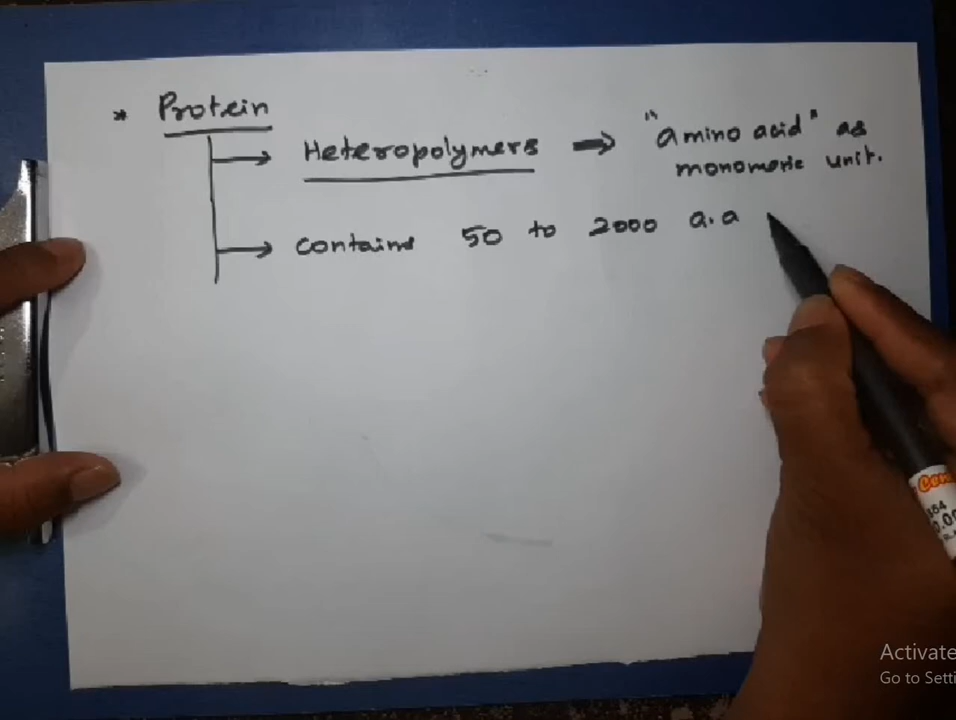 * Protein
Heteropolymers → "amino acid" as
monomeric unit.
Contains 50 to 2000 a.a
Activate
Go to Setti